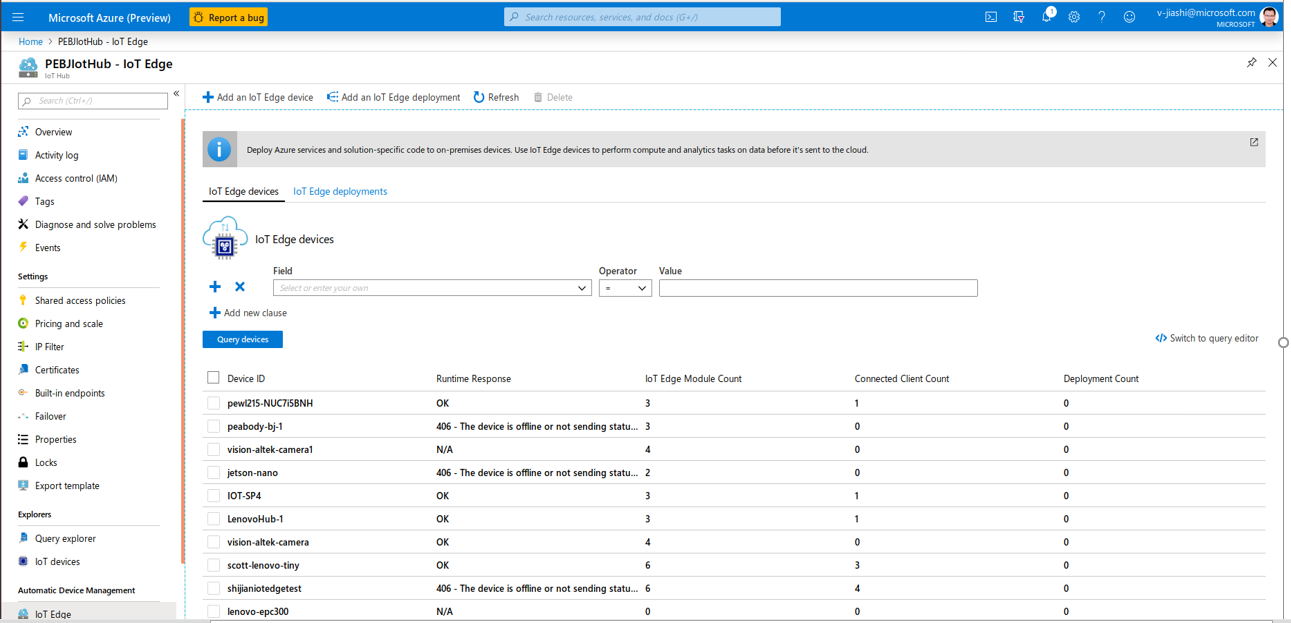 Microsoft Azure (Preview)
Report a bug
Search resources, services, and docs (G+/)
1
v-jiashi@microsoft.com
MICROSOFT
Home > PEBJIotHub - IoT Edge
PEBJIotHub - IoT Edge
IoT Hub
Search (Ctrl+/)
«
Add an IoT Edge device
Add an IoT Edge deployment
Refresh
Delete
Overview
Activity log
Access control (IAM)
Tags
Diagnose and solve problems
Events
Settings
Shared access policies
Pricing and scale
IP Filter
Certificates
Built-in endpoints
Failover
Properties
Locks
Export template
Explorers
Query explorer
IoT devices
Automatic Device Management
IoT Edge
Deploy Azure services and solution-specific code to on-premises devices. Use IoT Edge devices to perform compute and analytics tasks on data before it's sent to the cloud.
IoT Edge devices
IoT Edge deployments
IoT Edge devices
Field Operator Value
Select or enter your own =
Add new clause
Query devices
Switch to query editor
Device ID Runtime Response IoT Edge Module Count Connected Client Count Deployment Count
pewl215-NUC7i5BNH OK 3 1 0
peabody-bj-1 406 - The device is offline or not sending statu... 3 0 0
vision-altek-camera1 N/A 4 0 0
jetson-nano 406 - The device is offline or not sending statu... 2 0 0
IOT-SP4 OK 3 1 0
LenovoHub-1 OK 3 1 0
vision-altek-camera OK 4 0 0
scott-lenovo-tiny OK 6 3 0
shijianiotedgetest 406 - The device is offline or not sending statu... 6 4 0
lenovo-epc300 N/A 0 0 0